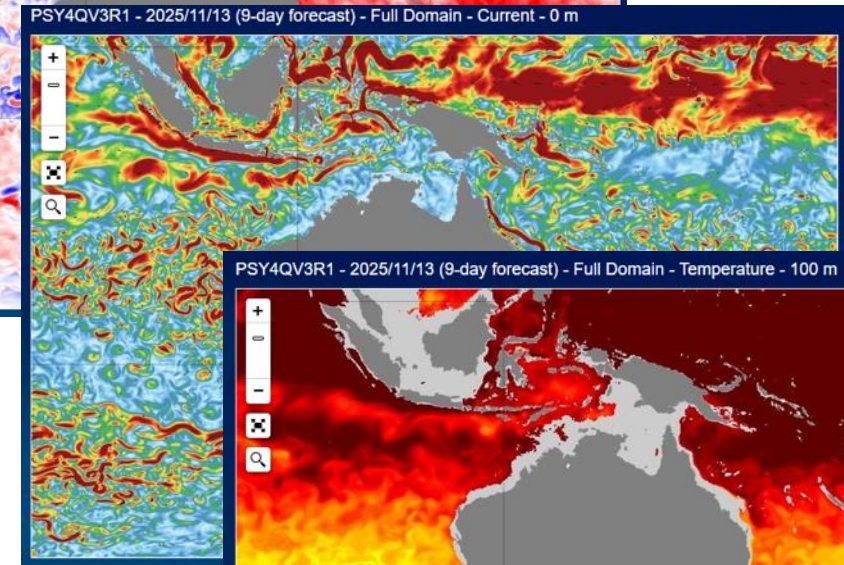 PSY4QV3R1 - 2025/11/13 (9-day forecast) - Full Domain - Current - 0 m
PSY4QV3R1 - 2025/11/13 (9-day forecast) - Full Domain - Temperature - 100 m